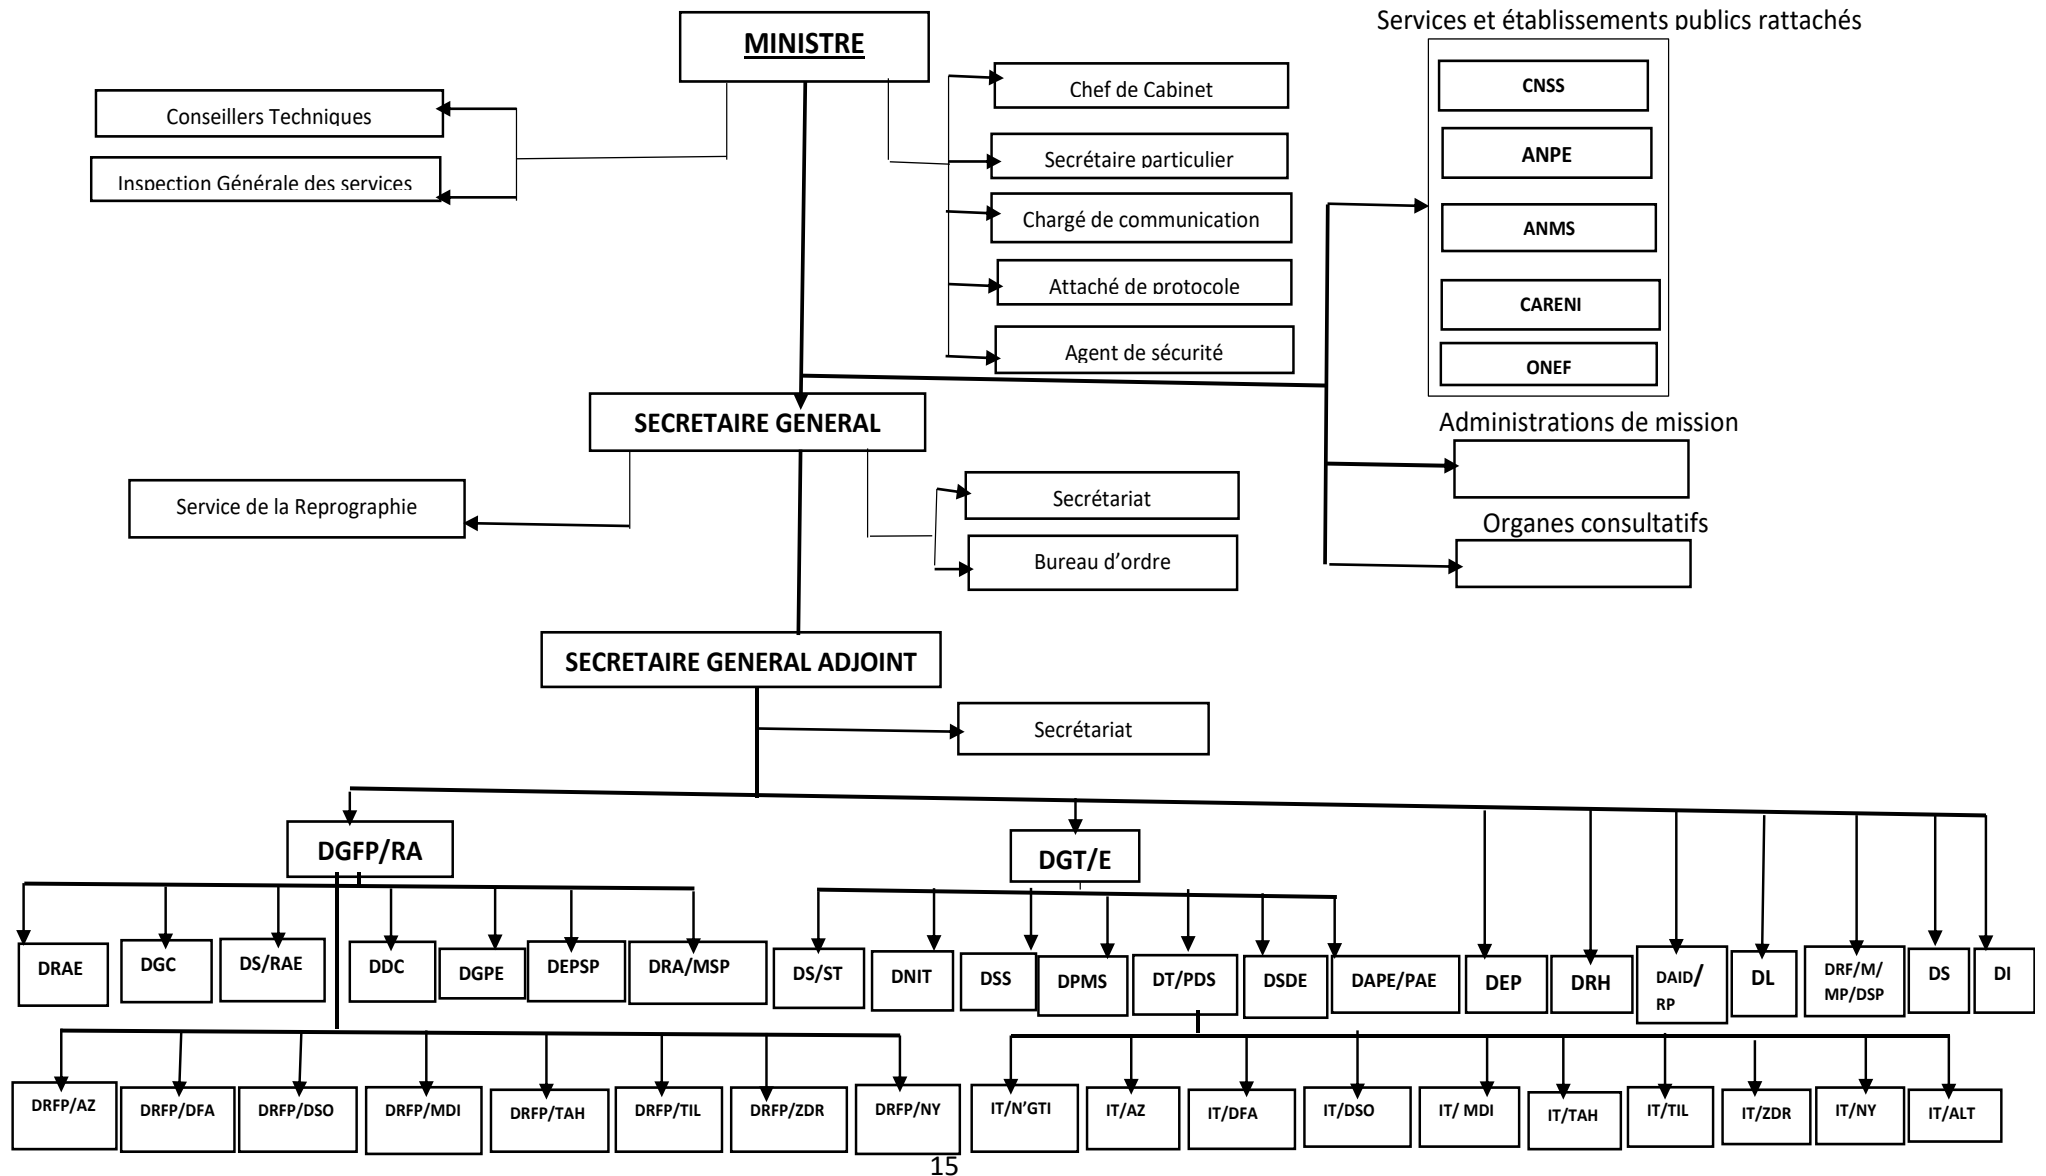 Services et établissements publics rattachés
MINISTRE
Chef de Cabinet
CNSS
Conseillers Techniques
Secrétaire particulier
ANPE
Inspection Générale des services
Chargé de communication
ANMS
Attaché de protocole
CARENI
Agent de sécurité
ONEF
SECRETAIRE GENERAL
Administrations de mission
Service de la Reprographie
Secrétariat
Organes consultatifs
Bureau d’ordre
SECRETAIRE GENERAL ADJOINT
Secrétariat
DGFP/RA
DGT/E
DRAE
DGC
DS/RAE
DDC
DGPE
DEPSP
DRA/MSP
DS/ST
DNIT
DSS
DPMS
DT/PDS
DSDE
DAPE/PAE
DEP
DRH
DAID/
RP
DL
DRF/M/
MP/DSP
DS
DI
DRFP/AZ
DRFP/DFA
DRFP/DSO
DRFP/MDI
DRFP/TAH
DRFP/TIL
DRFP/ZDR
DRFP/NY
IT/N’GTI
IT/AZ
IT/DFA
IT/DSO
IT/ MDI
IT/TAH
IT/TIL
IT/ZDR
IT/NY
IT/ALT
15